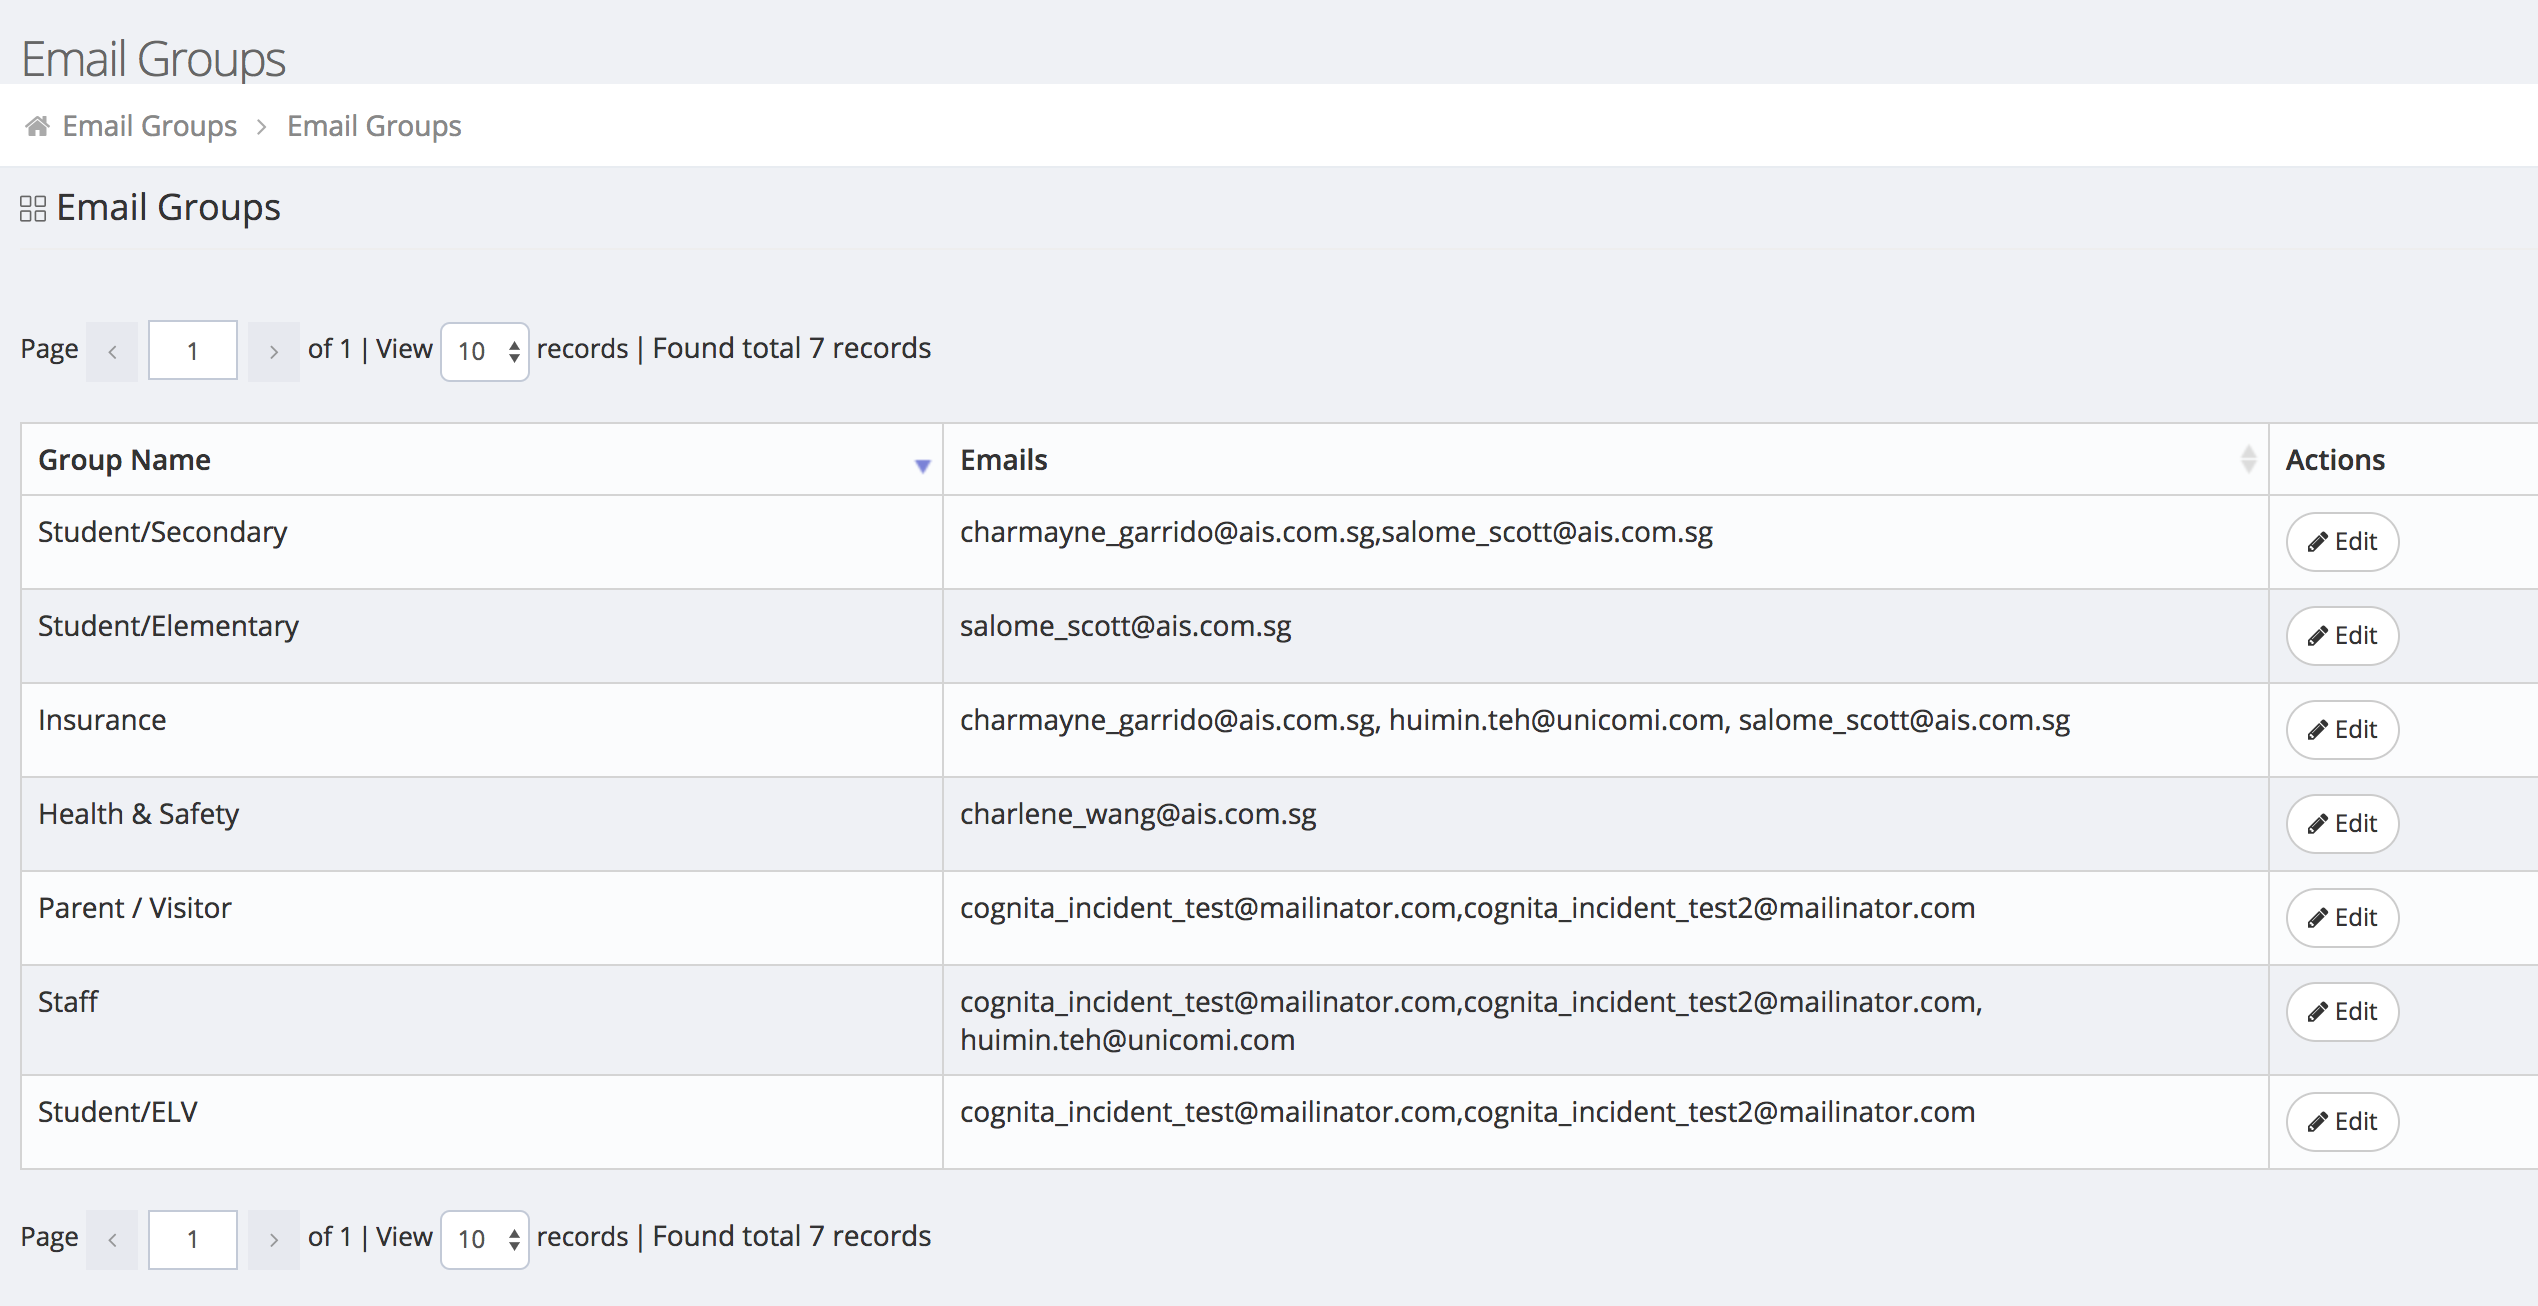 Email Groups
Email Groups > Email Groups
Email Groups
Page < 1 > of 1 | View 10 records | Found total 7 records
Group Name Emails Actions
Student/Secondary charmayne_garrido@ais.com.sg,salome_scott@ais.com.sg Edit
Student/Elementary salome_scott@ais.com.sg Edit
Insurance charmayne_garrido@ais.com.sg, huimin.teh@unicomi.com, salome_scott@ais.com.sg Edit
Health & Safety charlene_wang@ais.com.sg Edit
Parent / Visitor cognita_incident_test@mailinator.com,cognita_incident_test2@mailinator.com Edit
Staff cognita_incident_test@mailinator.com,cognita_incident_test2@mailinator.com, Edit
huimin.teh@unicomi.com
Student/ELV cognita_incident_test@mailinator.com,cognita_incident_test2@mailinator.com Edit
Page < 1 > of 1 | View 10 records | Found total 7 records